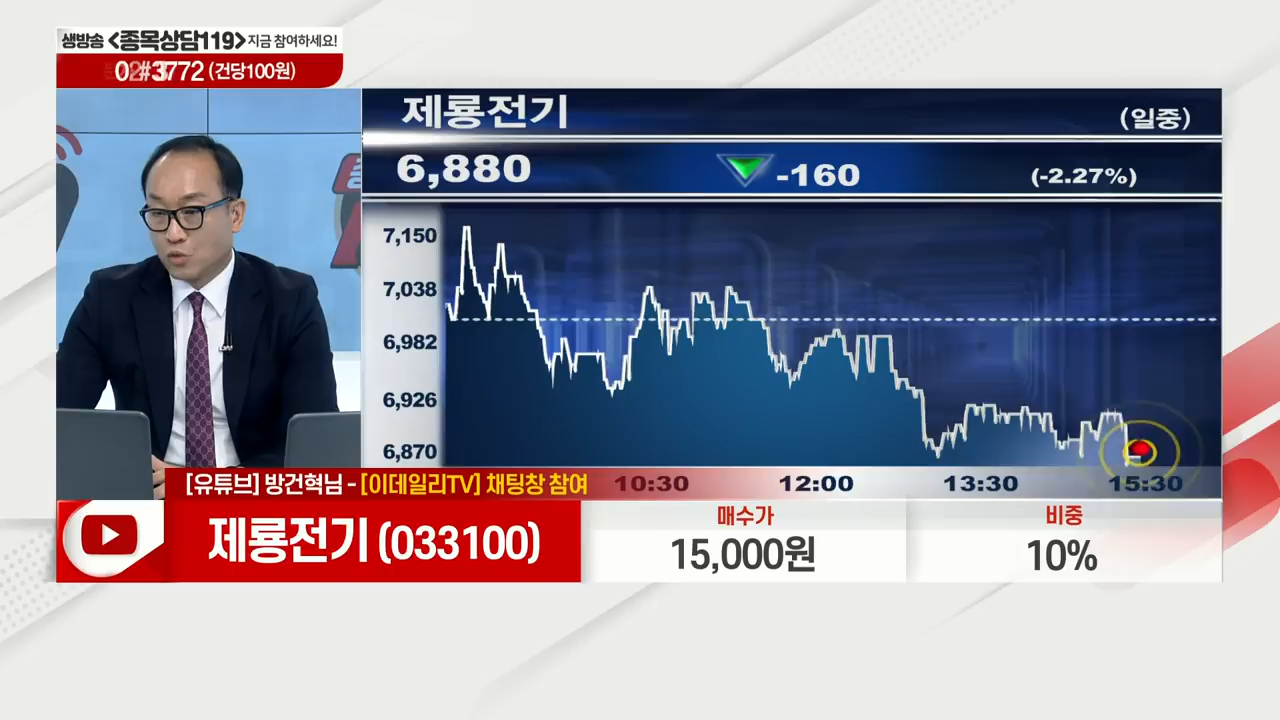 생방송 <종목상담119> 지금 참여하세요!
#3772 (건당100원)
제룡전기
(일중)
6,880
-160
(-2.27%)
7,150
7,038
6,982
6,926
6,870
10:30
12:00
13:30
15:30
[유튜브] 방건혁님 - [이데일리TV] 채팅창 참여
제룡전기 (033100)
매수가
15,000원
비중
10%